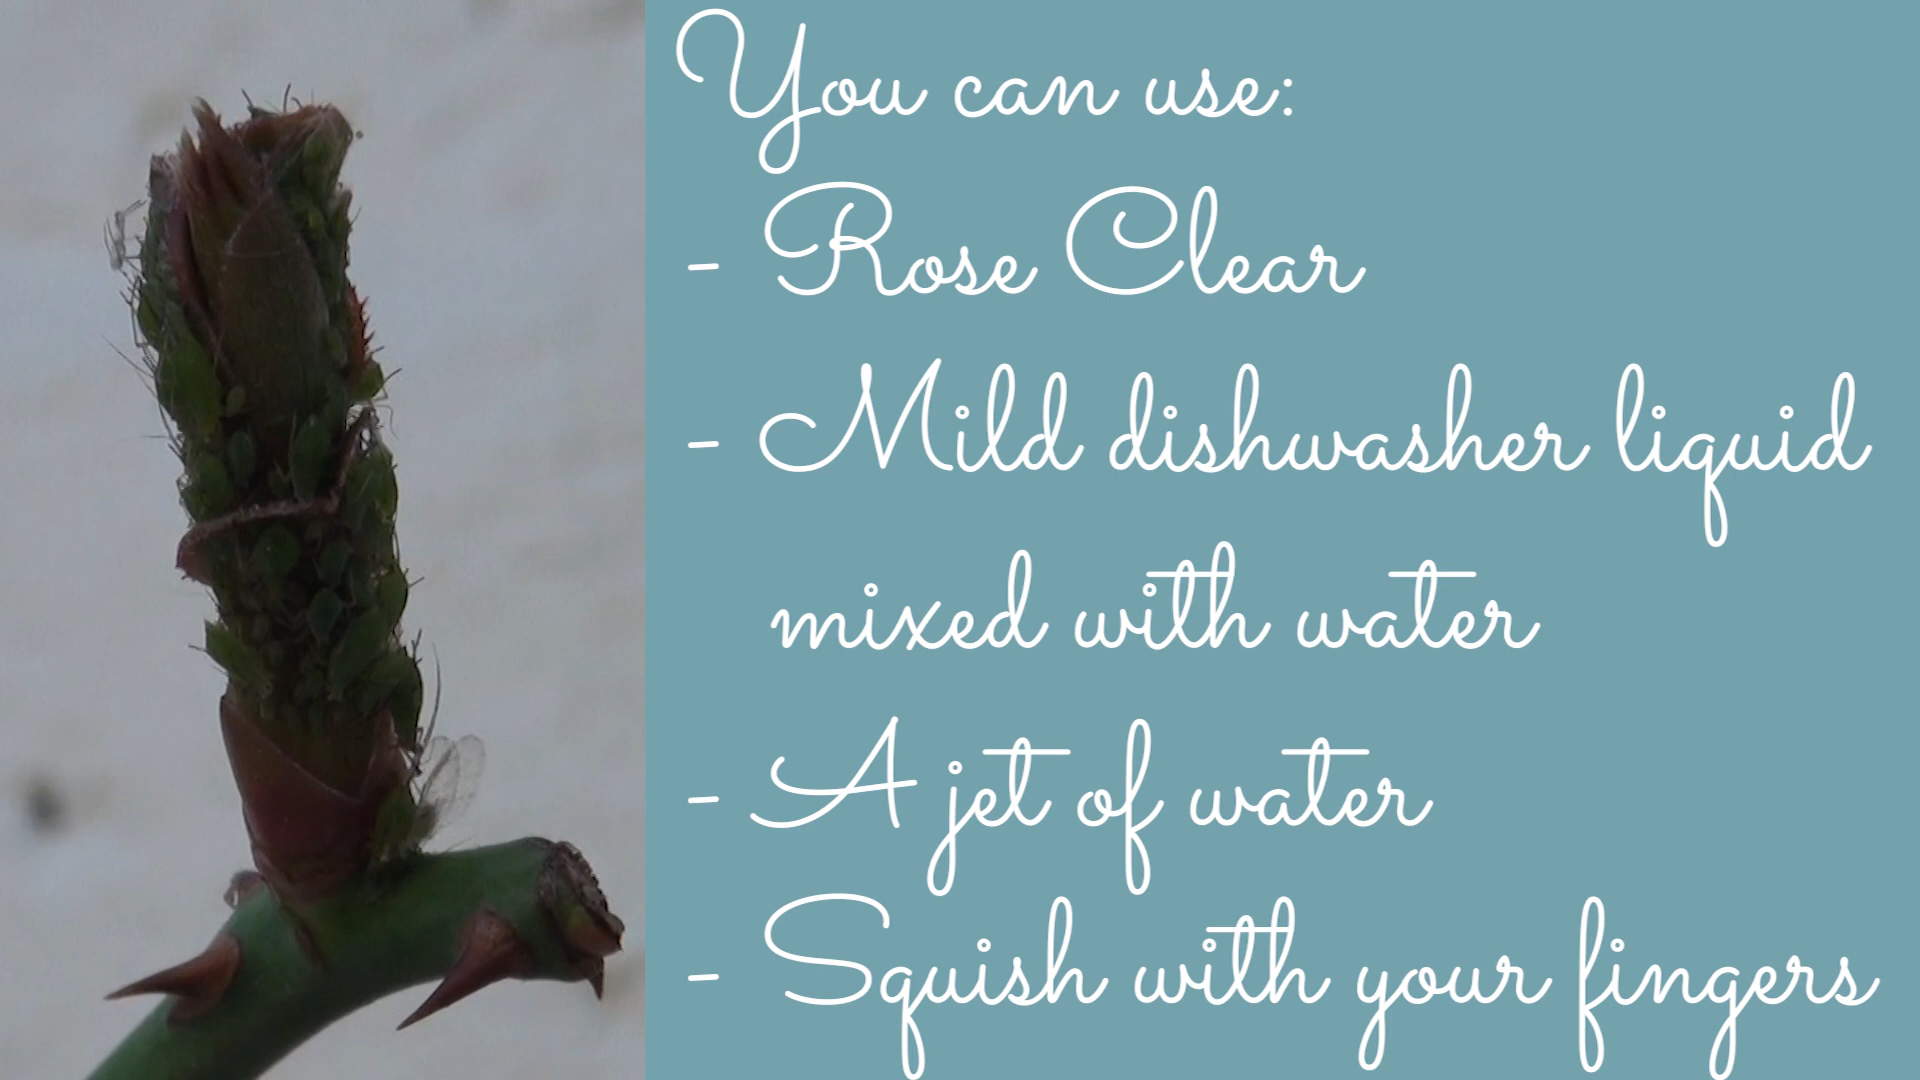 You can use:
- Rose Clear
- Mild dishwasher liquid
mixed with water
- A jet of water
- Squish with your fingers